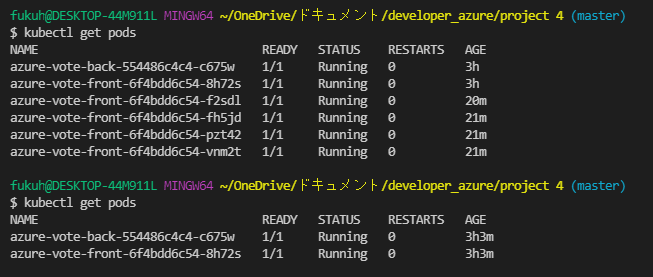 fukuh@DESKTOP-44M911L MINGW64 ~/OneDrive/ドキュメント/developer_azure/project 4 (master)
$ kubectl get pods
NAME READY STATUS RESTARTS AGE
azure-vote-back-554486c4c4-c675w 1/1 Running 0 3h
azure-vote-front-6f4bdd6c54-8h72s 1/1 Running 0 3h
azure-vote-front-6f4bdd6c54-f2sdl 1/1 Running 0 20m
azure-vote-front-6f4bdd6c54-fh5jd 1/1 Running 0 21m
azure-vote-front-6f4bdd6c54-pzt42 1/1 Running 0 21m
azure-vote-front-6f4bdd6c54-vnm2t 1/1 Running 0 21m
fukuh@DESKTOP-44M911L MINGW64 ~/OneDrive/ドキュメント/developer_azure/project 4 (master)
$ kubectl get pods
NAME READY STATUS RESTARTS AGE
azure-vote-back-554486c4c4-c675w 1/1 Running 0 3h3m
azure-vote-front-6f4bdd6c54-8h72s 1/1 Running 0 3h3m